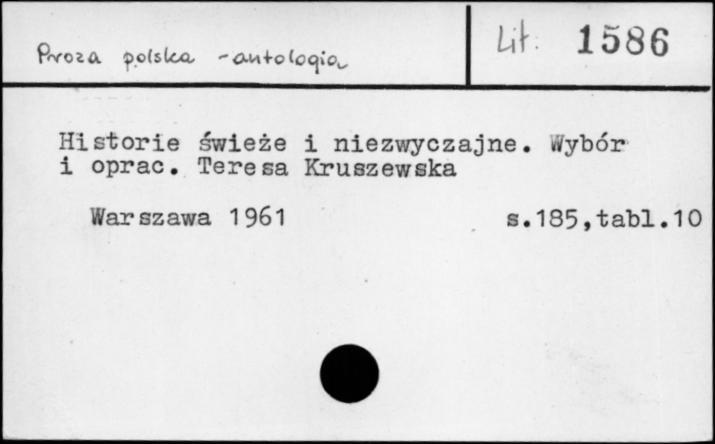 Proza polska - antologia
Lit. 1586
Historie świeże i niezwyczajne. Wybór
i oprac. Teresa Kruszewska
Warszawa 1961 s.185,tabl.10